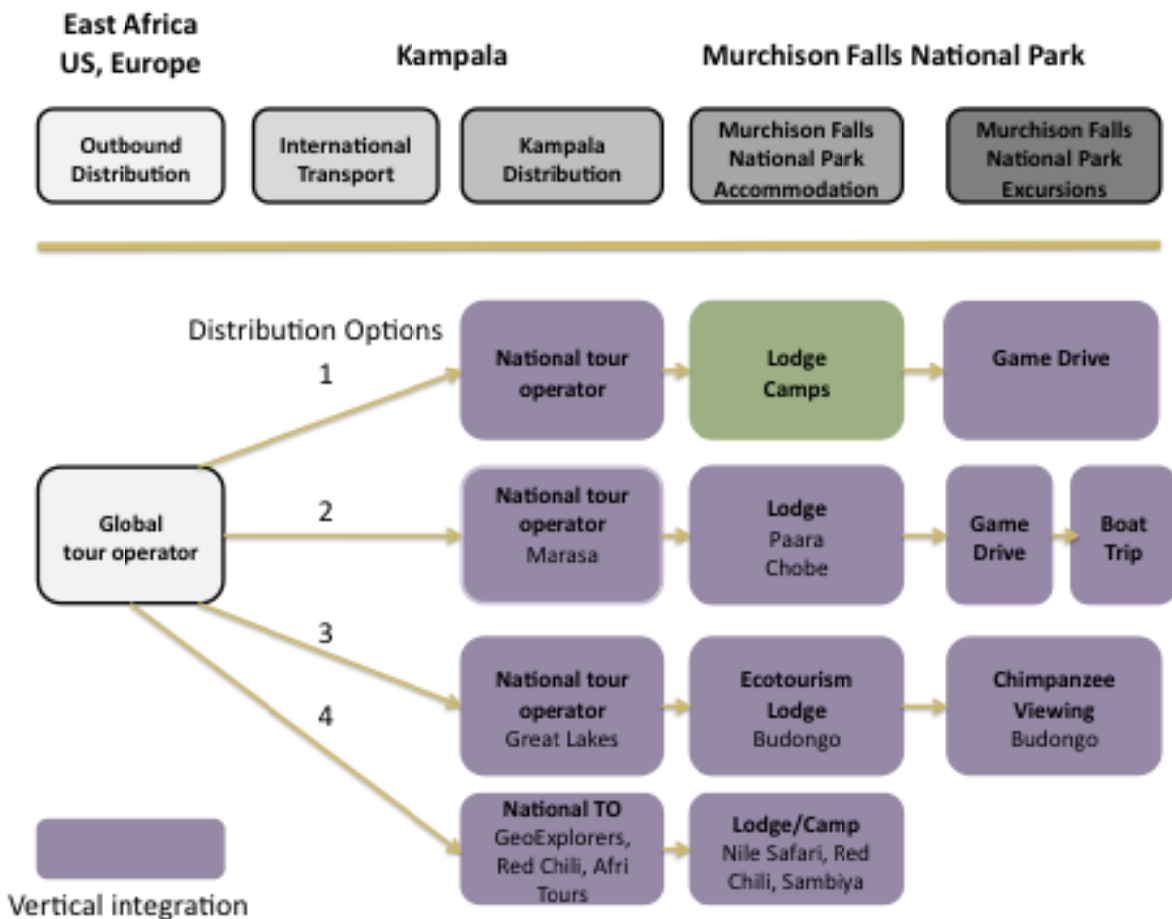 East Africa
US, Europe
Kampala
Murchison Falls National Park
Outbound
Distribution
International
Transport
Kampala
Distribution
Murchison Falls
National Park
Accommodation
Murchison Falls
National Park
Excursions
Distribution Options
1
National tour
operator
Lodge
Camps
Game Drive
Global
tour operator
2
National tour
operator
Marasa
Lodge
Paara
Chobe
Game
Drive
Boat
Trip
3
National tour
operator
Great Lakes
Ecotourism
Lodge
Budongo
Chimpanzee
Viewing
Budongo
4
National TO
GeoExplorers,
Red Chili, Afri
Tours
Lodge/Camp
Nile Safari, Red
Chili, Sambiya
Vertical integration